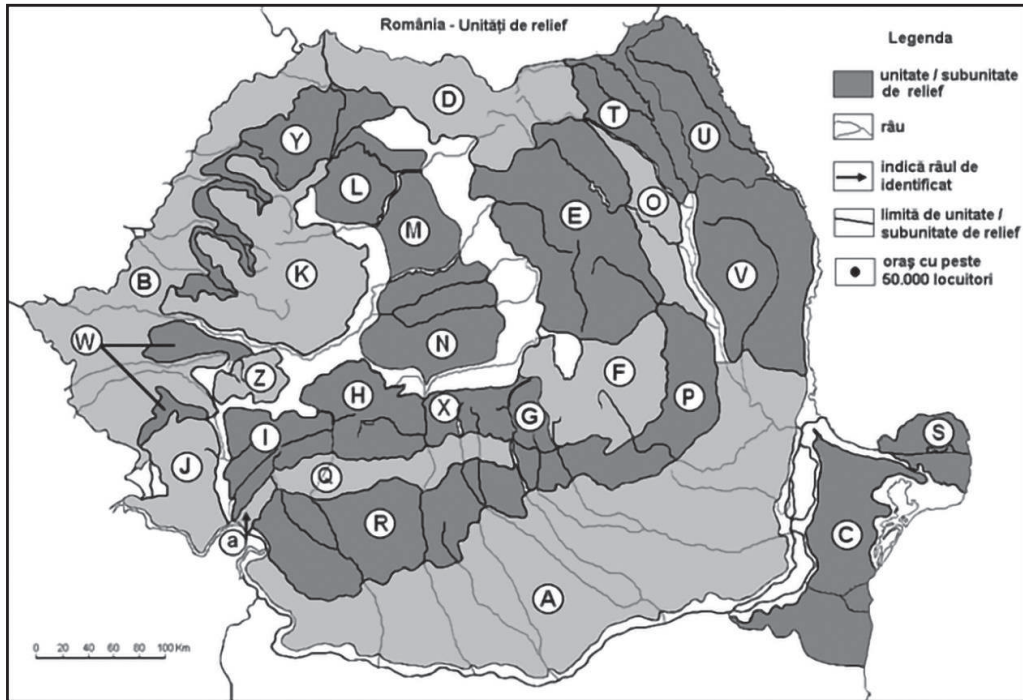 România - Unități de relief
Legenda
unitate / subunitate
de relief
râu
indică râul de
identificat
limită de unitate /
subunitate de relief
oraș cu peste
50.000 locuitori
D
T
U
Y
L
E
O
M
K
V
B
W
N
Z
F
H
X
G
P
I
S
J
Q
R
a
C
A
0 20 40 60 80 100 Km